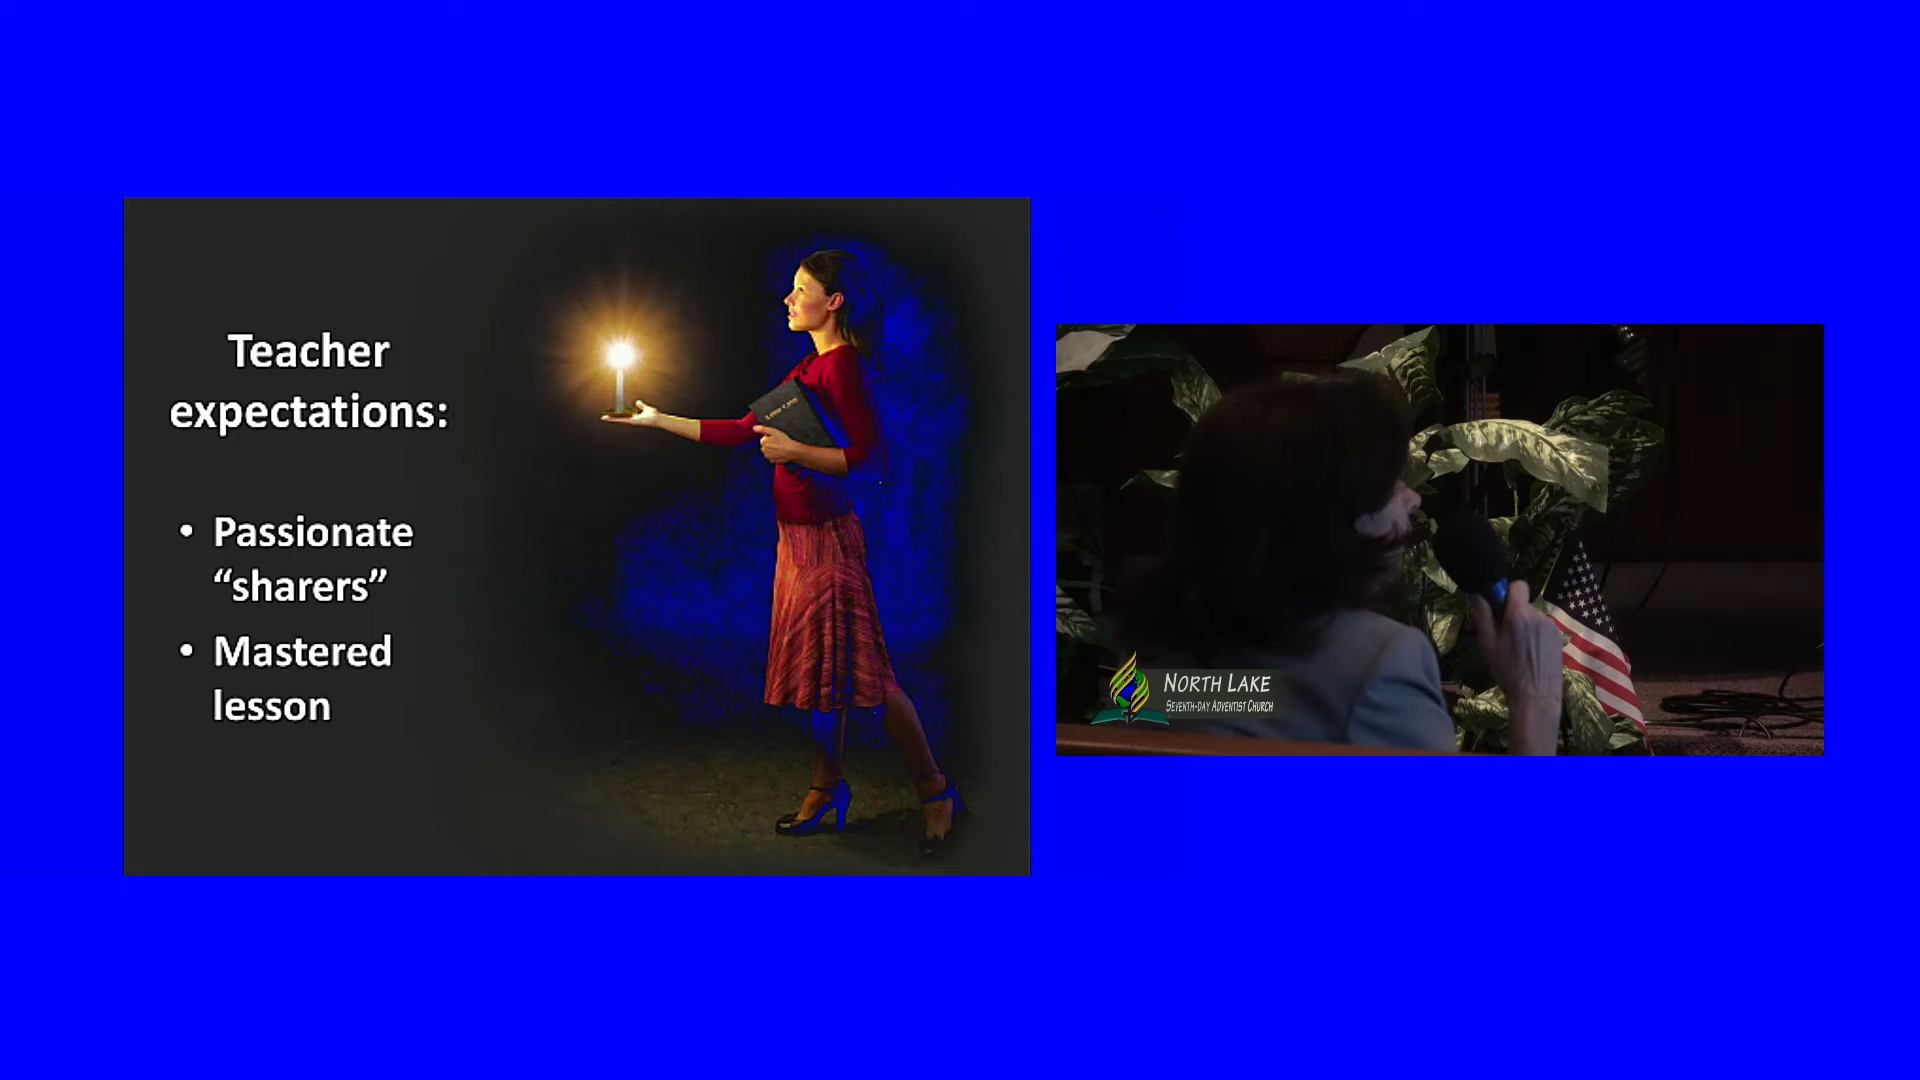 Teacher
expectations:
• Passionate
“sharers”
• Mastered
lesson
North Lake
Seventh-day Adventist Church